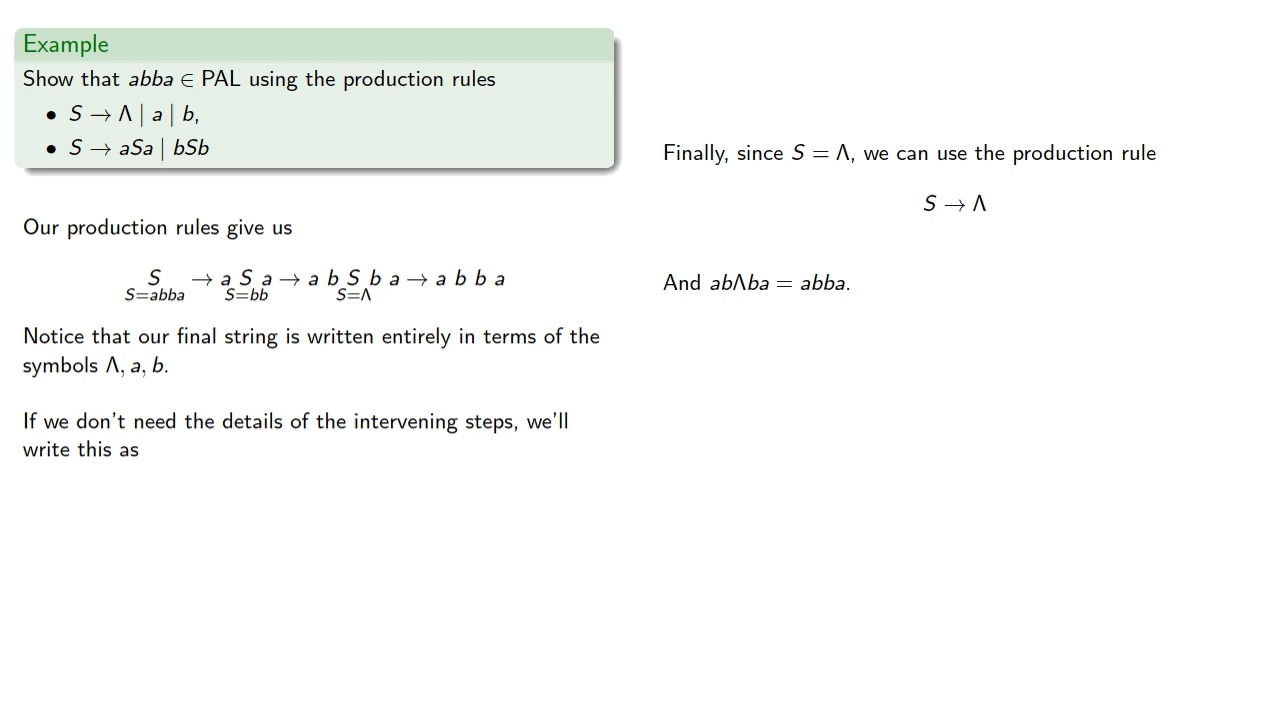 Example
Show that abba ∈ PAL using the production rules
• S → Λ | a | b,
• S → aSa | bSb
Our production rules give us
S → a S a → a b S b a → a b b a
S=abba S=bb S=Λ
Notice that our final string is written entirely in terms of the
symbols Λ, a, b.
If we don't need the details of the intervening steps, we'll
write this as
Finally, since S = Λ, we can use the production rule
S → Λ
And abΛba = abba.